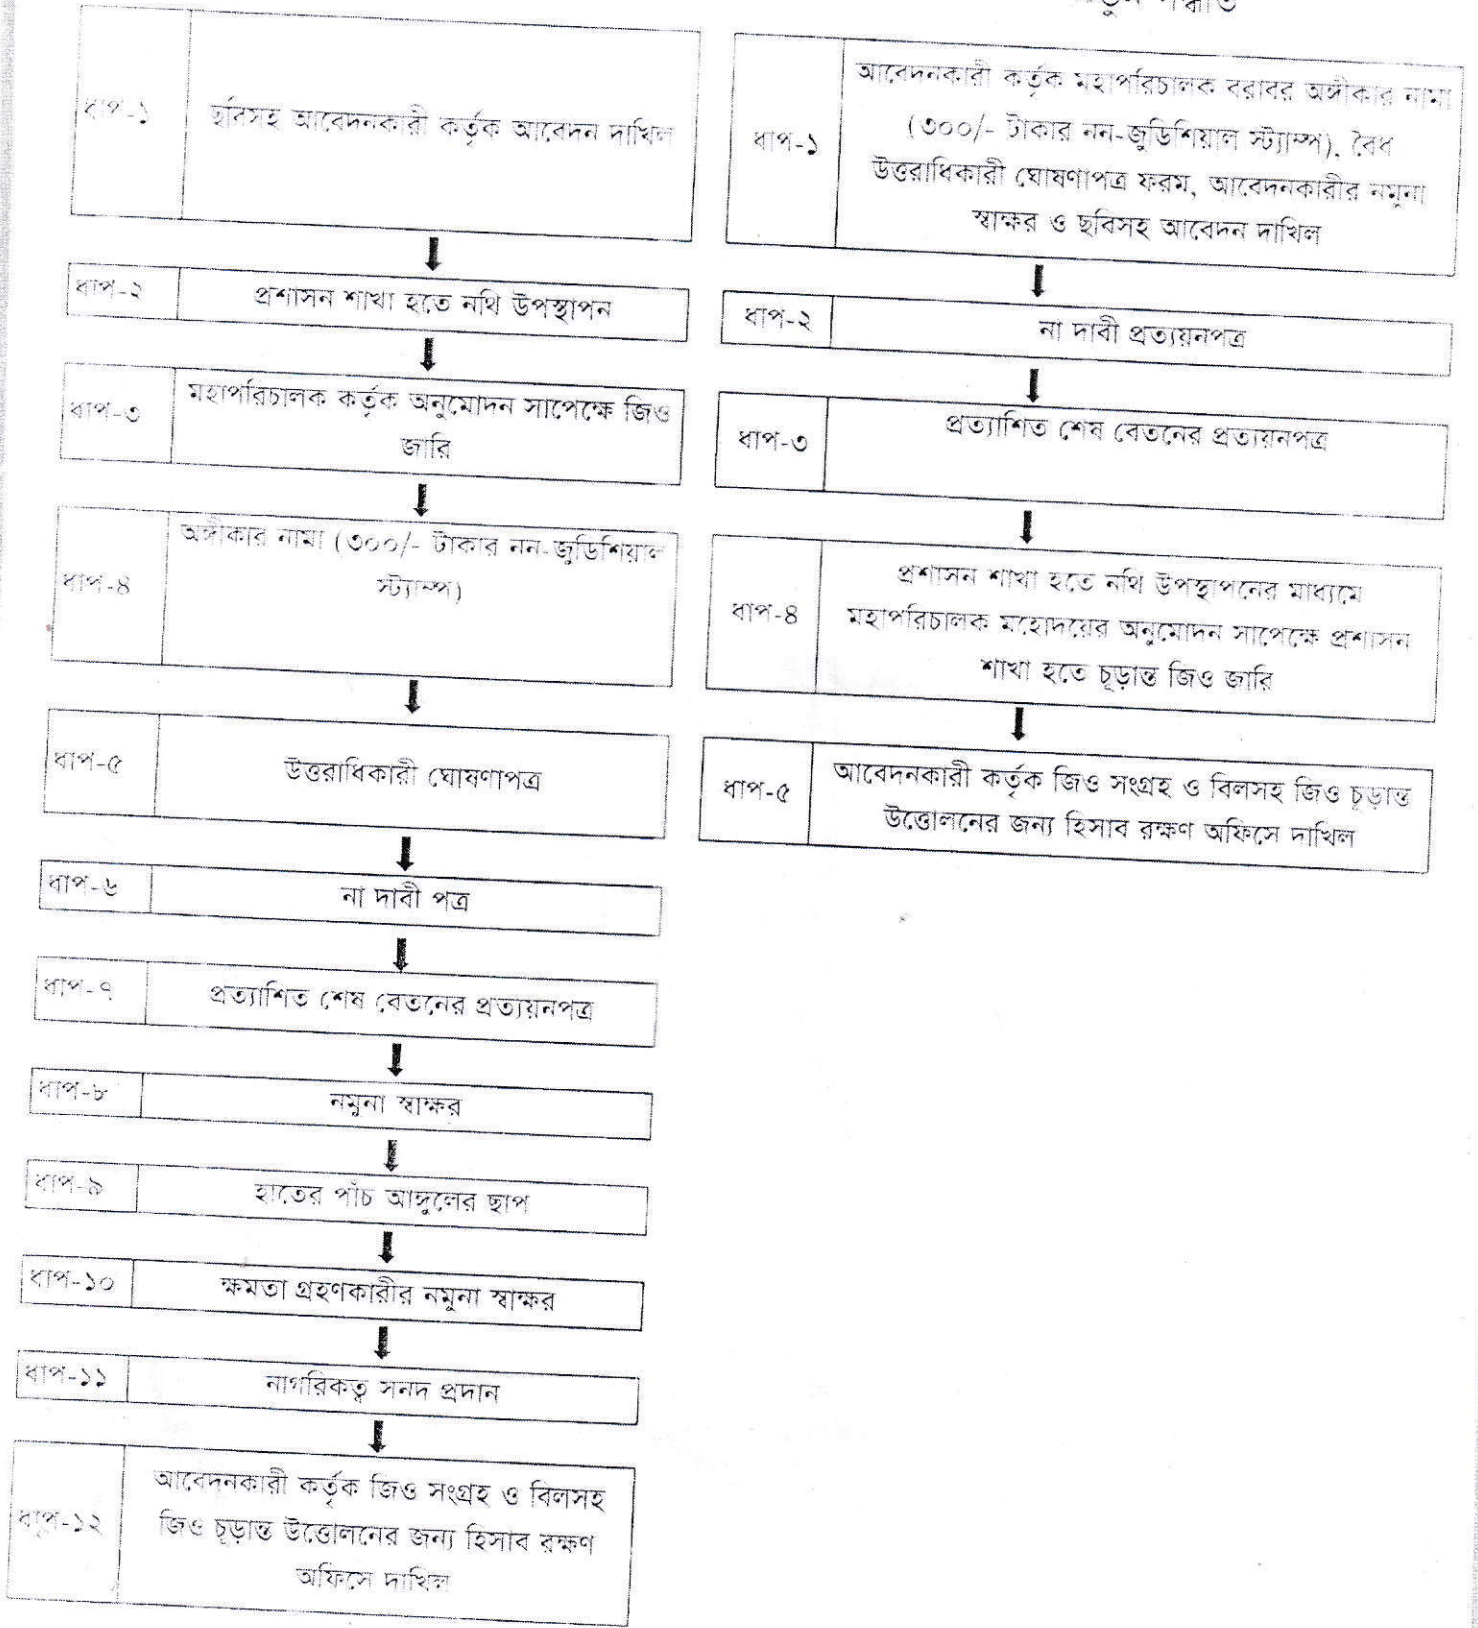 পদ্ধতি
ধাপ-১
ছবিসহ আবেদনকারী কর্তৃক আবেদন দাখিল
ধাপ-২
প্রশাসন শাখা হতে নথি উপস্থাপন
ধাপ-৩
মহাপরিচালক কর্তৃক অনুমোদন সাপেক্ষে জিও
জারি
ধাপ-৪
অঙ্গীকার নামা (৩০০/- টাকার নন-জুডিশিয়াল
স্ট্যাম্প)
ধাপ-৫
উত্তরাধিকারী ঘোষণাপত্র
ধাপ-৬
না দাবী পত্র
ধাপ-৭
প্রত্যাশিত শেষ বেতনের প্রত্যয়নপত্র
ধাপ-৮
নমুনা স্বাক্ষর
ধাপ-৯
হাতের পাঁচ আঙ্গুলের ছাপ
ধাপ-১০
ক্ষমতা গ্রহণকারীর নমুনা স্বাক্ষর
ধাপ-১১
নাগরিকত্ব সনদ প্রদান
ধাপ-১২
আবেদনকারী কর্তৃক জিও সংগ্রহ ও বিলসহ
জিও চূড়ান্ত উত্তোলনের জন্য হিসাব রক্ষণ
অফিসে দাখিল
ধাপ-১
আবেদনকারী কর্তৃক মহাপরিচালক বরাবর অঙ্গীকার নামা
(৩০০/- টাকার নন-জুডিশিয়াল স্ট্যাম্প), বৈধ
উত্তরাধিকারী ঘোষণাপত্র ফরম, আবেদনকারীর নমুনা
স্বাক্ষর ও ছবিসহ আবেদন দাখিল
ধাপ-২
না দাবী প্রত্যয়নপত্র
ধাপ-৩
প্রত্যাশিত শেষ বেতনের প্রত্যয়নপত্র
ধাপ-৪
প্রশাসন শাখা হতে নথি উপস্থাপনের মাধ্যমে
মহাপরিচালক মহোদয়ের অনুমোদন সাপেক্ষে প্রশাসন
শাখা হতে চূড়ান্ত জিও জারি
ধাপ-৫
আবেদনকারী কর্তৃক জিও সংগ্রহ ও বিলসহ জিও চূড়ান্ত
উত্তোলনের জন্য হিসাব রক্ষণ অফিসে দাখিল